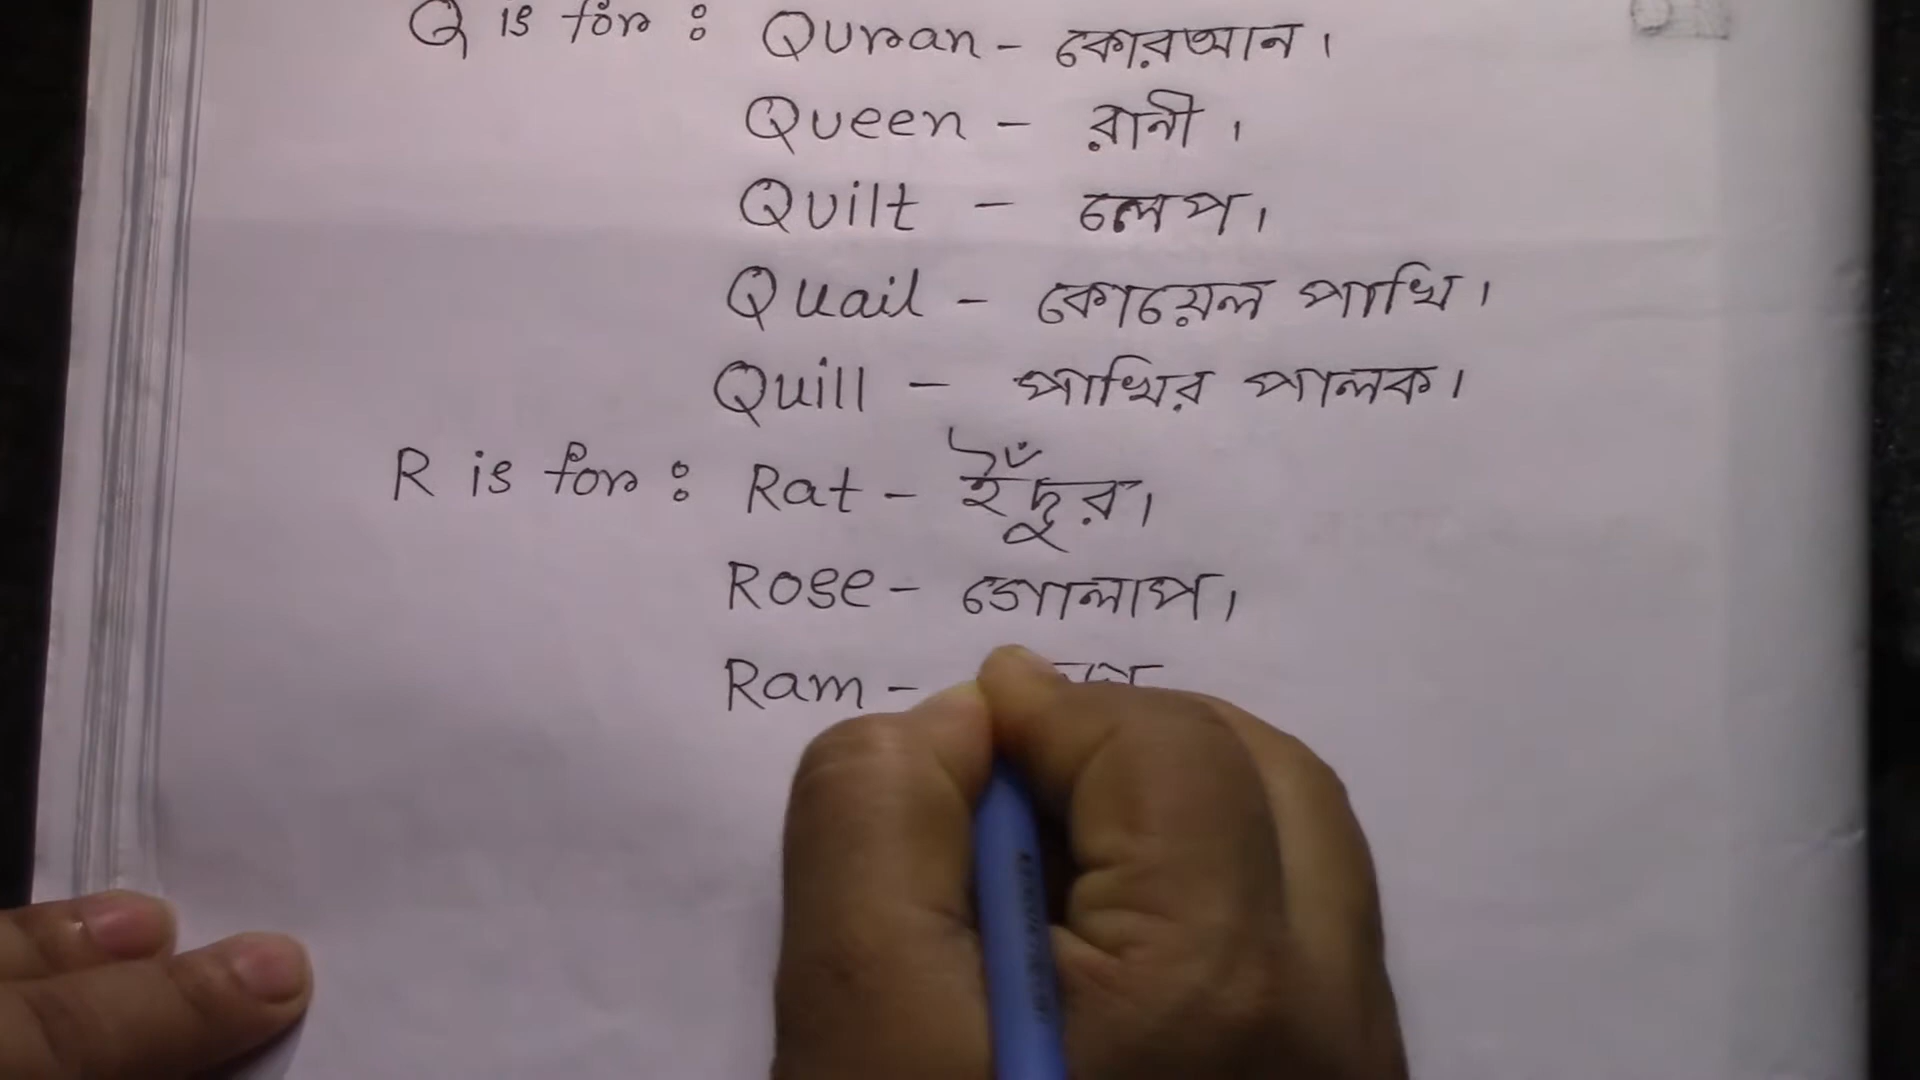 Q is for : Quran - কোরআন।
Queen - রানী।
Quilt - লেপ।
Quail - কোয়েল পাখি।
Quill - পাখির পালক।
R is for : Rat - ইঁদুঁর।
Rose - গোলাপ।
Ram -